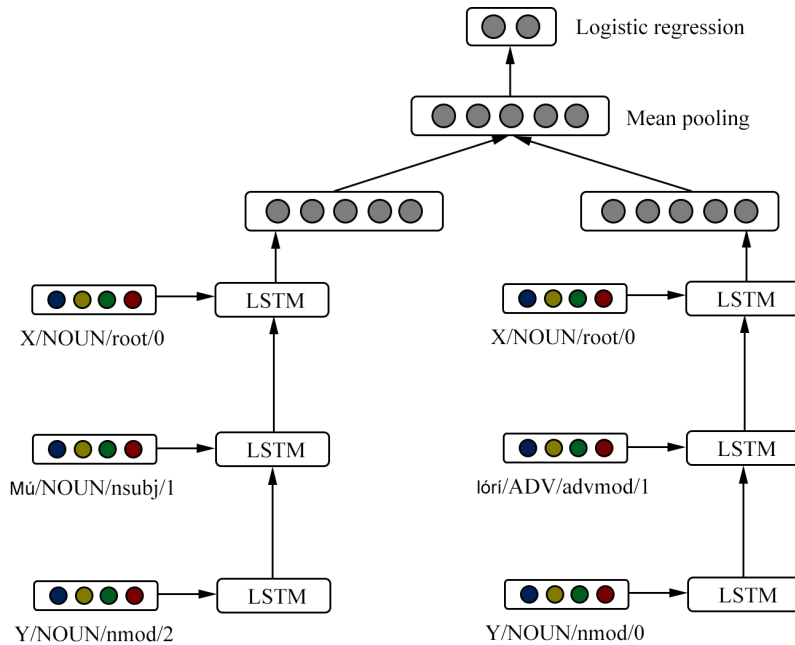 Logistic regression
Mean pooling
LSTM LSTM
X/NOUN/root/0 X/NOUN/root/0
LSTM LSTM
Mú/NOUN/nsubj/1 lórí/ADV/advmod/1
LSTM LSTM
Y/NOUN/nmod/2 Y/NOUN/nmod/0